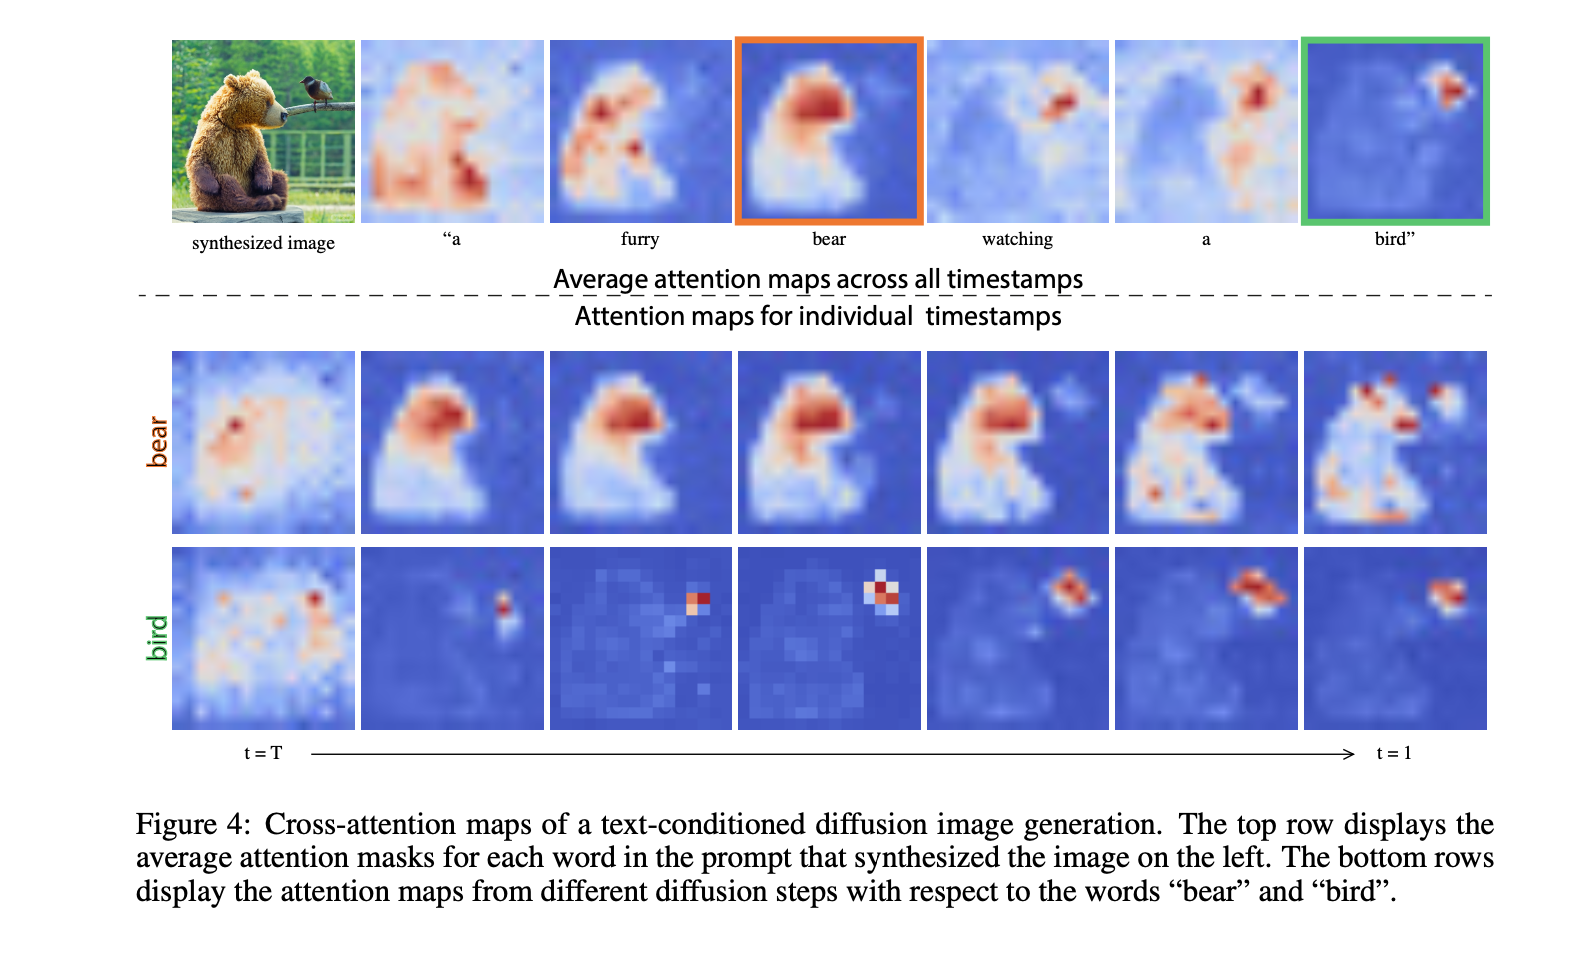 synthesized image
“a
furry
bear
watching
a
bird”
Average attention maps across all timestamps
Attention maps for individual timestamps
bear
bird
t = T
t = 1
Figure 4: Cross-attention maps of a text-conditioned diffusion image generation. The top row displays the
average attention masks for each word in the prompt that synthesized the image on the left. The bottom rows
display the attention maps from different diffusion steps with respect to the words “bear” and “bird”.